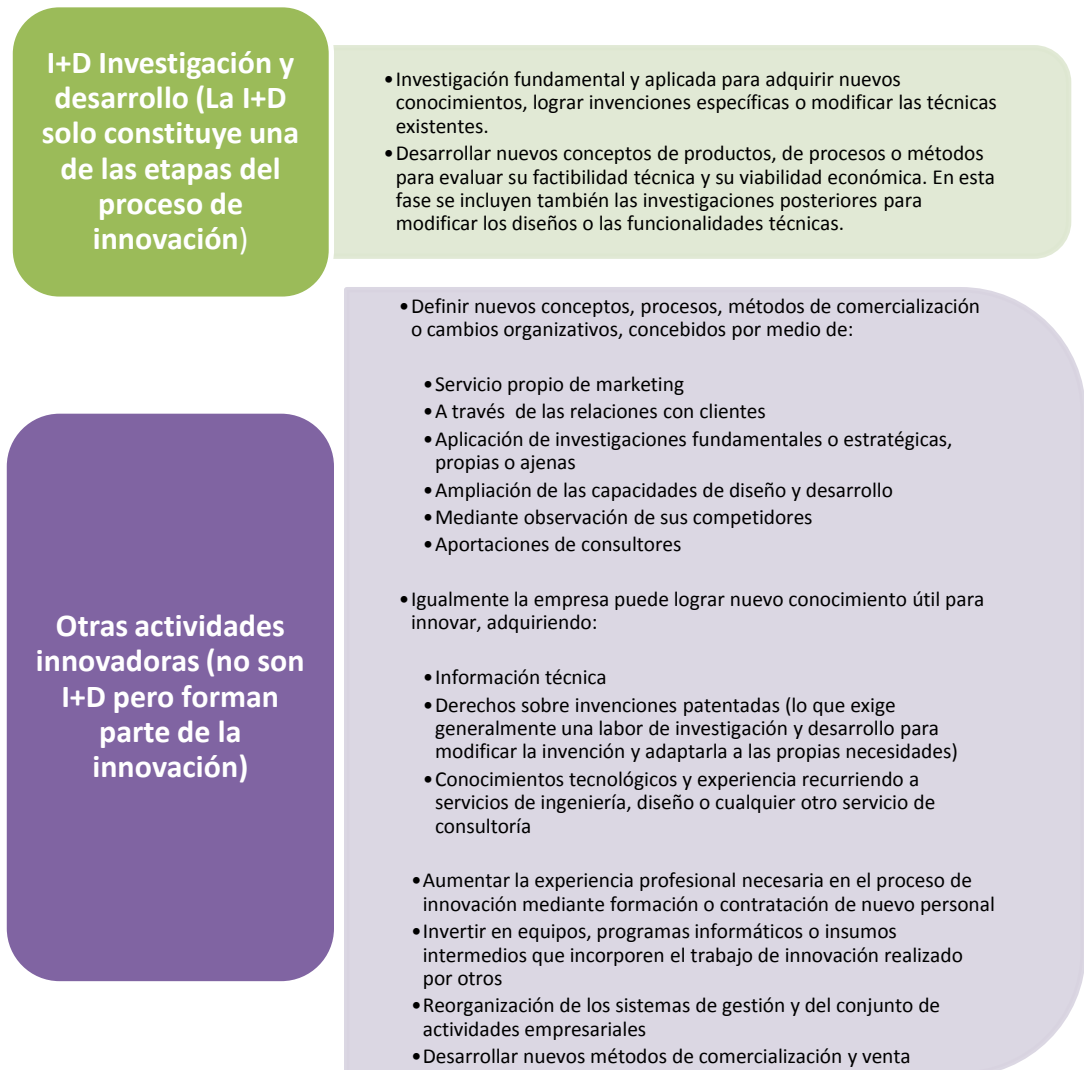 I+D Investigación y
desarrollo (La I+D
solo constituye una
de las etapas del
proceso de
innovación)
•Investigación fundamental y aplicada para adquirir nuevos
conocimientos, lograr invenciones específicas o modificar las técnicas
existentes.
•Desarrollar nuevos conceptos de productos, de procesos o métodos
para evaluar su factibilidad técnica y su viabilidad económica. En esta
fase se incluyen también las investigaciones posteriores para
modificar los diseños o las funcionalidades técnicas.
Otras actividades
innovadoras (no son
I+D pero forman
parte de la
innovación)
•Definir nuevos conceptos, procesos, métodos de comercialización
o cambios organizativos, concebidos por medio de:
•Servicio propio de marketing
•A través de las relaciones con clientes
•Aplicación de investigaciones fundamentales o estratégicas,
propias o ajenas
•Ampliación de las capacidades de diseño y desarrollo
•Mediante observación de sus competidores
•Aportaciones de consultores
•Igualmente la empresa puede lograr nuevo conocimiento útil para
innovar, adquiriendo:
•Información técnica
•Derechos sobre invenciones patentadas (lo que exige
generalmente una labor de investigación y desarrollo para
modificar la invención y adaptarla a las propias necesidades)
•Conocimientos tecnológicos y experiencia recurriendo a
servicios de ingeniería, diseño o cualquier otro servicio de
consultoría
•Aumentar la experiencia profesional necesaria en el proceso de
innovación mediante formación o contratación de nuevo personal
•Invertir en equipos, programas informáticos o insumos
intermedios que incorporen el trabajo de innovación realizado
por otros
•Reorganización de los sistemas de gestión y del conjunto de
actividades empresariales
•Desarrollar nuevos métodos de comercialización y venta